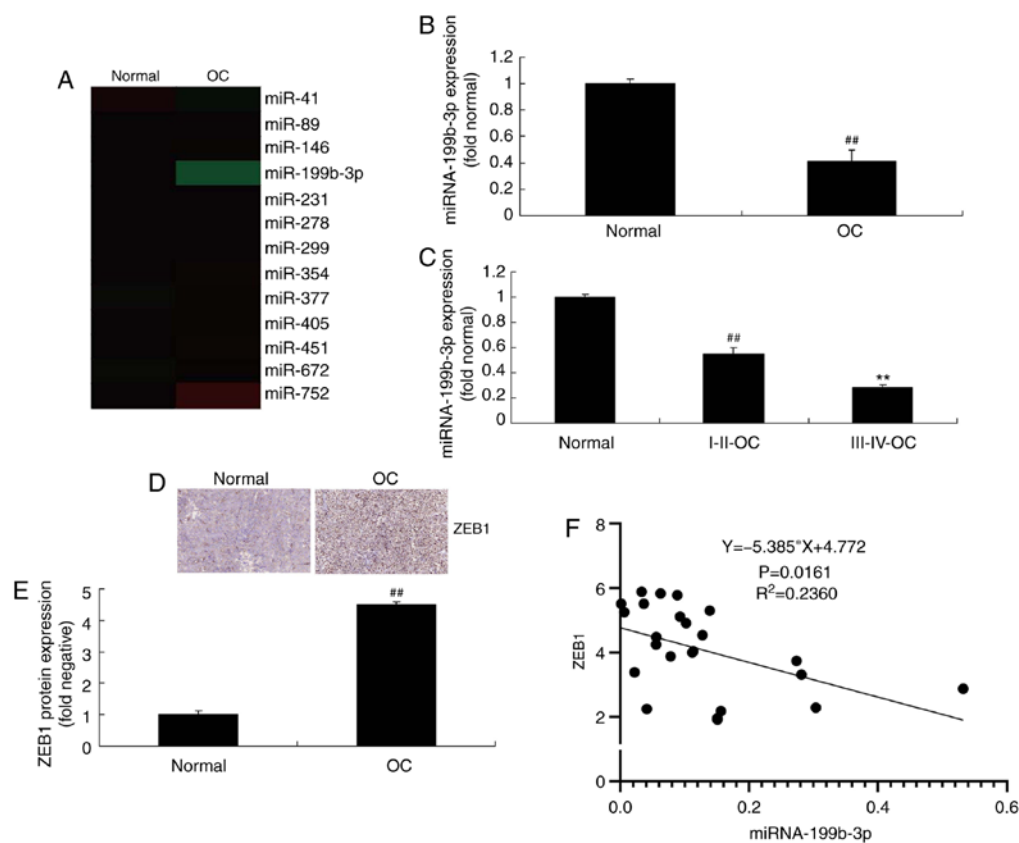 A
Normal OC
miR-41
miR-89
miR-146
miR-199b-3p
miR-231
miR-278
miR-299
miR-354
miR-377
miR-405
miR-451
miR-672
miR-752
B
miRNA-199b-3p expression
(fold normal)
1.2
1
0.8
0.6
0.4
0.2
0
##
Normal OC
C
miRNA-199b-3p expression
(fold normal)
1.2
1
0.8
0.6
0.4
0.2
0
##
**
Normal I-II-OC III-IV-OC
D
Normal OC
ZEB1
E
ZEB1 protein expression
(fold negative)
5
4
3
2
1
0
##
Normal OC
F
ZEB1
8
6
4
2
0
Y=-5.385*X+4.772
P=0.0161
R²=0.2360
0.0 0.2 0.4 0.6
miRNA-199b-3p